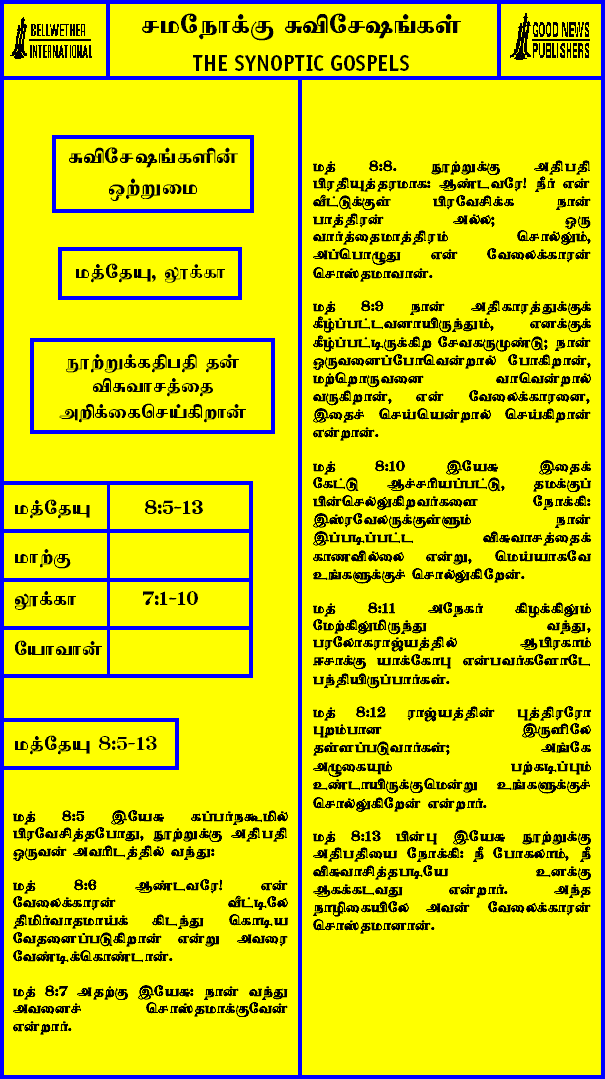 BELLWETHER
INTERNATIONAL
சமநோக்கு சுவிசேஷங்கள்
THE SYNOPTIC GOSPELS
GOOD NEWS
PUBLISHERS
சுவிசேஷங்களின்
ஒற்றுமை
மத்தேயு, லூக்கா
நூற்றுக்கதிபதி தன்
விசுவாசத்தை
அறிக்கைசெய்கிறான்
மத்தேயு 8:5-13
மாற்கு
லூக்கா 7:1-10
யோவான்
மத்தேயு 8:5-13
மத் 8:5 இயேசு கப்பர்நகூமில்
பிரவேசித்தபோது, நூற்றுக்கு அதிபதி
ஒருவன் அவரிடத்தில் வந்து:
மத் 8:6 ஆண்டவரே! என்
வேலைக்காரன் வீட்டிலே
திமிர்வாதமாய்க் கிடந்து கொடிய
வேதனைப்படுகிறான் என்று அவரை
வேண்டிக்கொண்டான்.
மத் 8:7 அதற்கு இயேசு: நான் வந்து
அவனைச் சொஸ்தமாக்குவேன்
என்றார்.
மத் 8:8. நூற்றுக்கு அதிபதி
பிரதியுத்தரமாக: ஆண்டவரே! நீர் என்
வீட்டுக்குள் பிரவேசிக்க நான்
பாத்திரன் அல்ல; ஒரு
வார்த்தைமாத்திரம் சொல்லும்,
அப்பொழுது என் வேலைக்காரன்
சொஸ்தமாவான்.
மத் 8:9 நான் அதிகாரத்துக்குக்
கீழ்ப்பட்டவனாயிருந்தும், எனக்குக்
கீழ்ப்பட்டிருக்கிற சேவகருமுண்டு; நான்
ஒருவனைப்போவென்றால் போகிறான்,
மற்றொருவனை வாவென்றால்
வருகிறான், என் வேலைக்காரனை,
இதைச் செய்யென்றால் செய்கிறான்
என்றான்.
மத் 8:10 இயேசு இதைக்
கேட்டு ஆச்சரியப்பட்டு, தமக்குப்
பின்செல்லுகிறவர்களை நோக்கி:
இஸ்ரவேலருக்குள்ளும் நான்
இப்படிப்பட்ட விசுவாசத்தைக்
காணவில்லை என்று, மெய்யாகவே
உங்களுக்குச் சொல்லுகிறேன்.
மத் 8:11 அநேகர் கிழக்கிலும்
மேற்கிலுமிருந்து வந்து,
பரலோகராஜ்யத்தில் ஆபிரகாம்
ஈசாக்கு யாக்கோபு என்பவர்களோடே
பந்தியிருப்பார்கள்.
மத் 8:12 ராஜ்யத்தின் புத்திரரோ
புறம்பான இருளிலே
தள்ளப்படுவார்கள்; அங்கே
அழுகையும் பற்கடிப்பும்
உண்டாயிருக்குமென்று உங்களுக்குச்
சொல்லுகிறேன் என்றார்.
மத் 8:13 பின்பு இயேசு நூற்றுக்கு
அதிபதியை நோக்கி: நீ போகலாம், நீ
விசுவாசித்தபடியே உனக்கு
ஆகக்கடவது என்றார். அந்த
நாழிகையிலே அவன் வேலைக்காரன்
சொஸ்தமானான்.